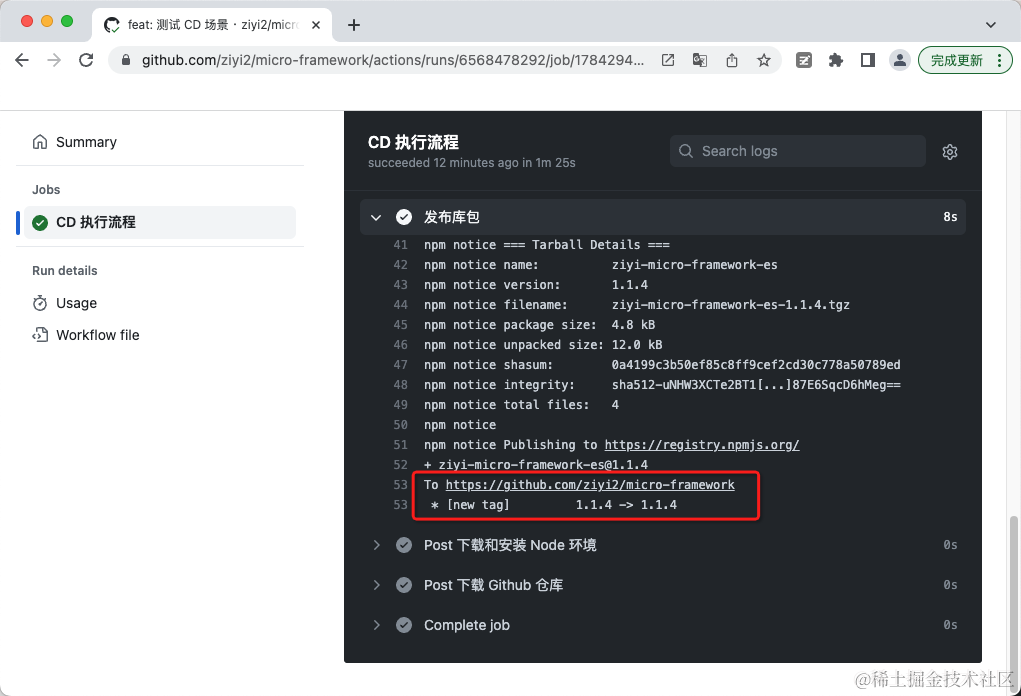 feat: 测试 CD 场景 · ziyi2/micro
github.com/ziyi2/micro-framework/actions/runs/6568478292/job/1784294...
完成更新
Summary
Jobs
CD 执行流程
Run details
Usage
Workflow file
CD 执行流程
succeeded 12 minutes ago in 1m 25s
Search logs
发布库包 8s
41 npm notice === Tarball Details ===
42 npm notice name: ziyi-micro-framework-es
43 npm notice version: 1.1.4
44 npm notice filename: ziyi-micro-framework-es-1.1.4.tgz
45 npm notice package size: 4.8 kB
46 npm notice unpacked size: 12.0 kB
47 npm notice shasum: 0a4199c3b50ef85c8ff9cef2cd30c778a50789ed
48 npm notice integrity: sha512-uNHW3XCTe2BT1[...]87E6SqcD6hMeg==
49 npm notice total files: 4
50 npm notice
51 npm notice Publishing to https://registry.npmjs.org/
52 + ziyi-micro-framework-es@1.1.4
53 To https://github.com/ziyi2/micro-framework
53 * [new tag] 1.1.4 -> 1.1.4
Post 下载和安装 Node 环境 0s
Post 下载 Github 仓库 0s
Complete job 0s
@稀土掘金技术社区